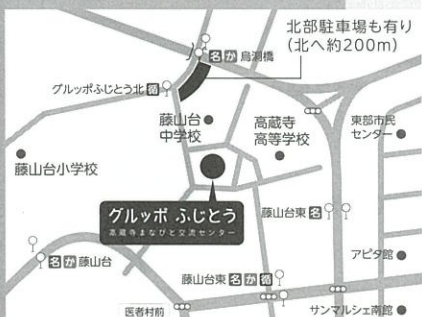 北部駐車場も有り
(北へ約200m)
名 か 鳥洞橋
グルッポふじとう北 循
藤山台
中学校
高蔵寺
高等学校
東部市民
センター
藤山台小学校
グルッポ ふじとう
高蔵寺まなびと交流センター
藤山台東 名
名 か 藤山台
アピタ館
藤山台東 名 か 循
医者村前
サンマルシェ南館